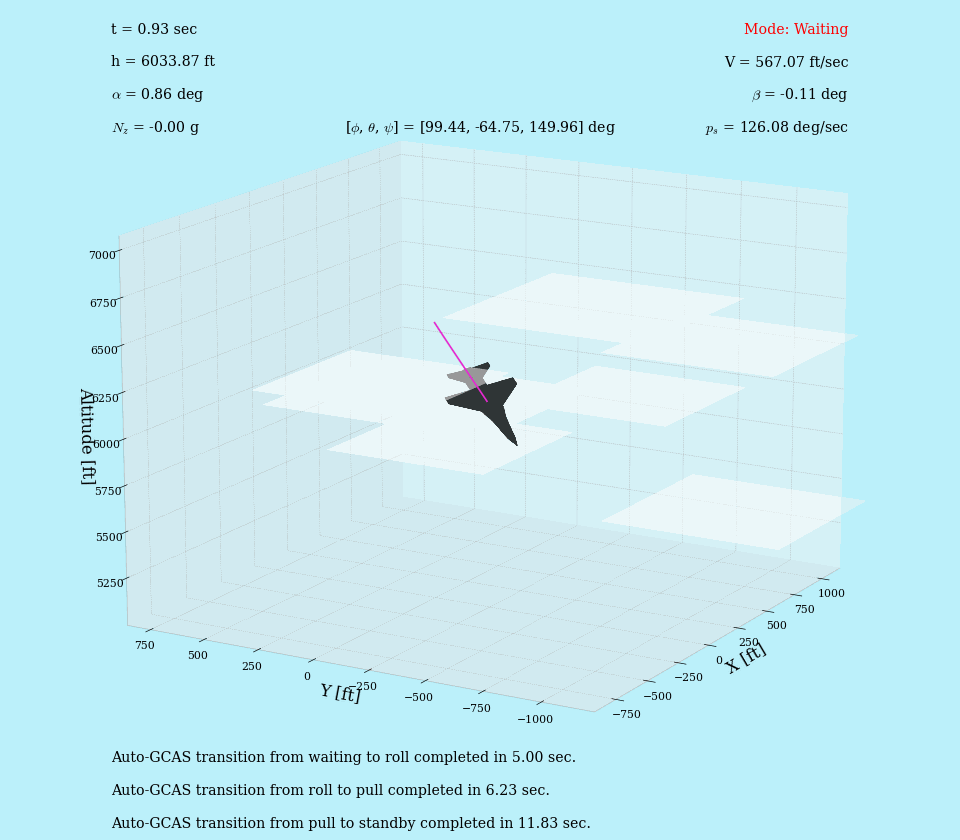 t = 0.93 sec
Mode: Waiting
h = 6033.87 ft
V = 567.07 ft/sec
α = 0.86 deg
β = -0.11 deg
N_z = -0.00 g
[ϕ, θ, ψ] = [99.44, -64.75, 149.96] deg
p_s = 126.08 deg/sec
7000
6750
6500
6250
6000
5750
5500
5250
Altitude [ft]
750
500
250
0
−250
−500
−750
−1000
Y [ft]
1000
750
500
250
0
−250
−500
−750
X [ft]
Auto-GCAS transition from waiting to roll completed in 5.00 sec.
Auto-GCAS transition from roll to pull completed in 6.23 sec.
Auto-GCAS transition from pull to standby completed in 11.83 sec.